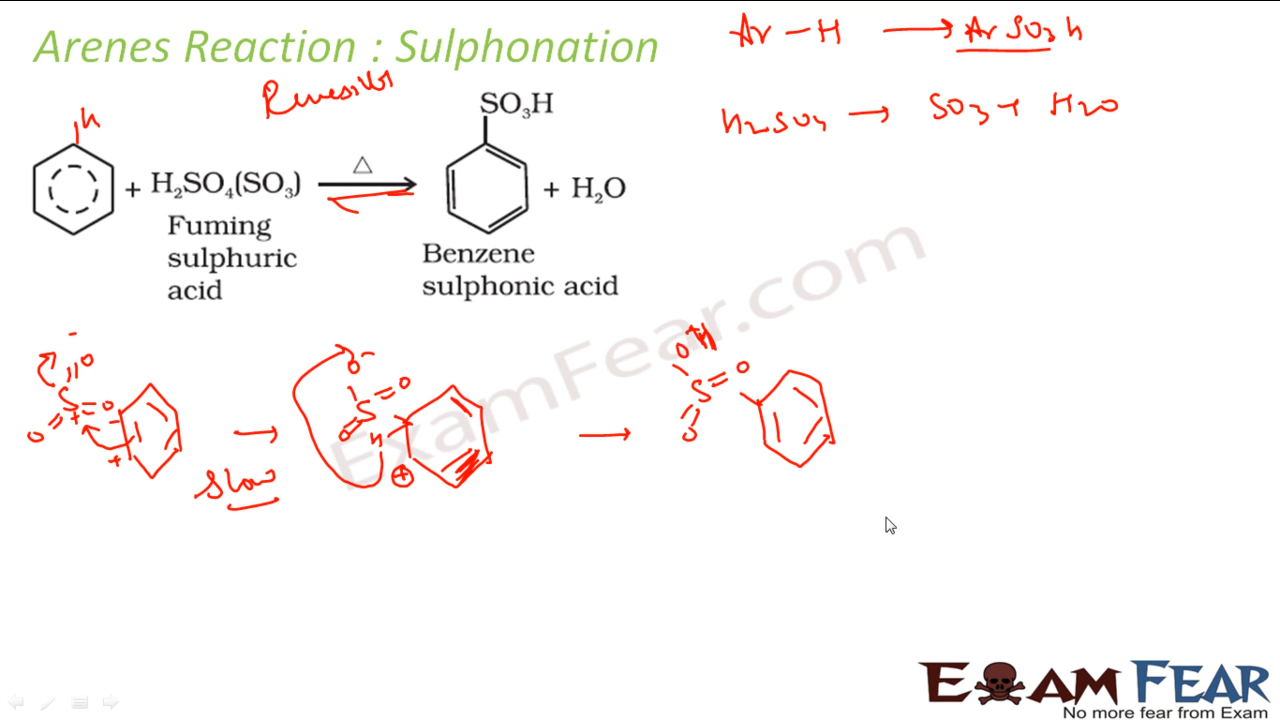 Arenes Reaction : Sulphonation
Ar – H → ArSO3H
Reversible
H2SO4 → SO3 + H2O
H
SO₃H
+ H₂SO₄(SO₃) △ → + H₂O
Fuming
sulphuric
acid
Benzene
sulphonic acid
ExamFear.com
- O
S
O + = O
+
→
Slow
O-
S = O
O
H
+
→
O H
S = O
O
EXAM FEAR
No more fear from Exam